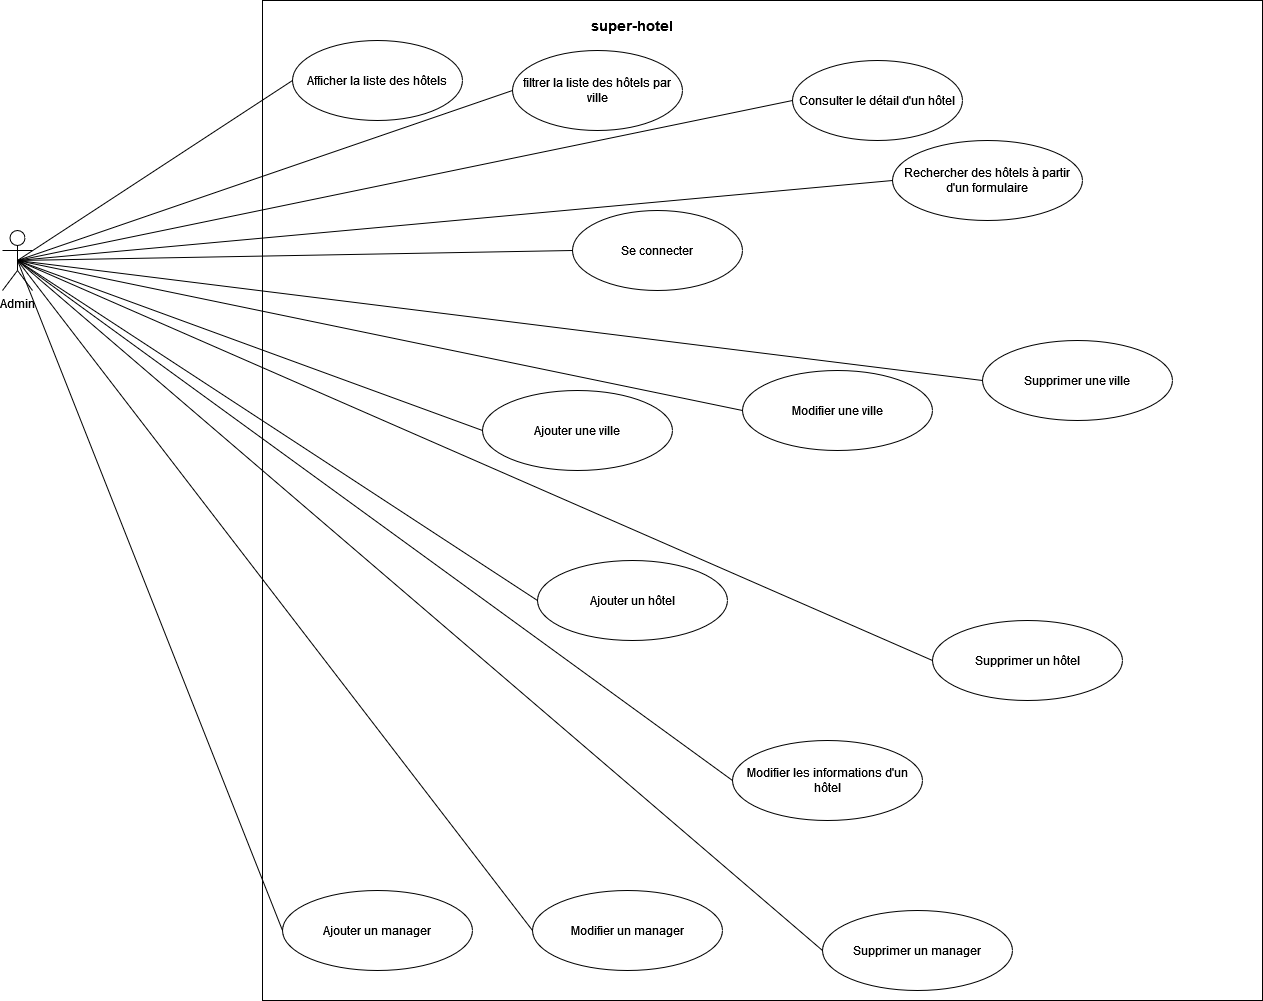 super-hotel
Afficher la liste des hôtels
filtrer la liste des hôtels par
ville
Consulter le détail d'un hôtel
Rechercher des hôtels à partir
d'un formulaire
Se connecter
Admin
Supprimer une ville
Modifier une ville
Ajouter une ville
Ajouter un hôtel
Supprimer un hôtel
Modifier les informations d'un
hôtel
Ajouter un manager
Modifier un manager
Supprimer un manager